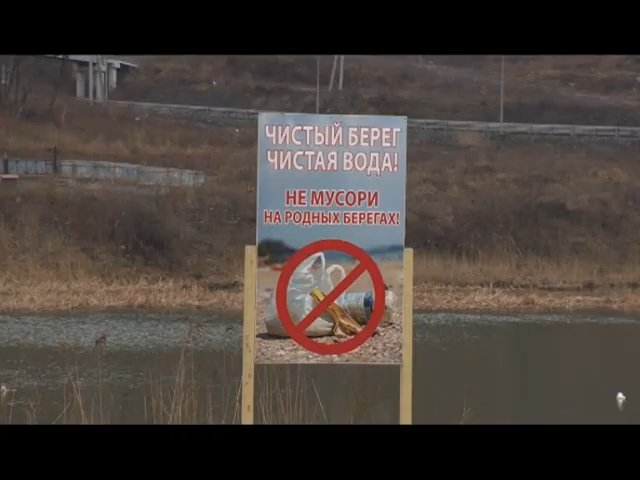 ЧИСТЫЙ БЕРЕГ
ЧИСТАЯ ВОДА!
НЕ МУСОРИ
НА РОДНЫХ БЕРЕГАХ!